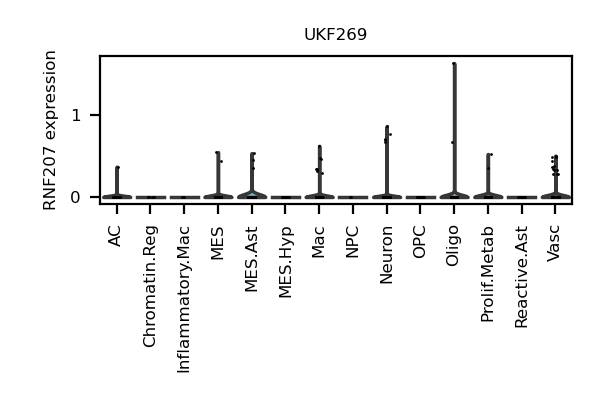 UKF269
RNF207 expression
1
0
AC
Chromatin.Reg
Inflammatory.Mac
MES
MES.Ast
MES.Hyp
Mac
NPC
Neuron
OPC
Oligo
Prolif.Metab
Reactive.Ast
Vasc